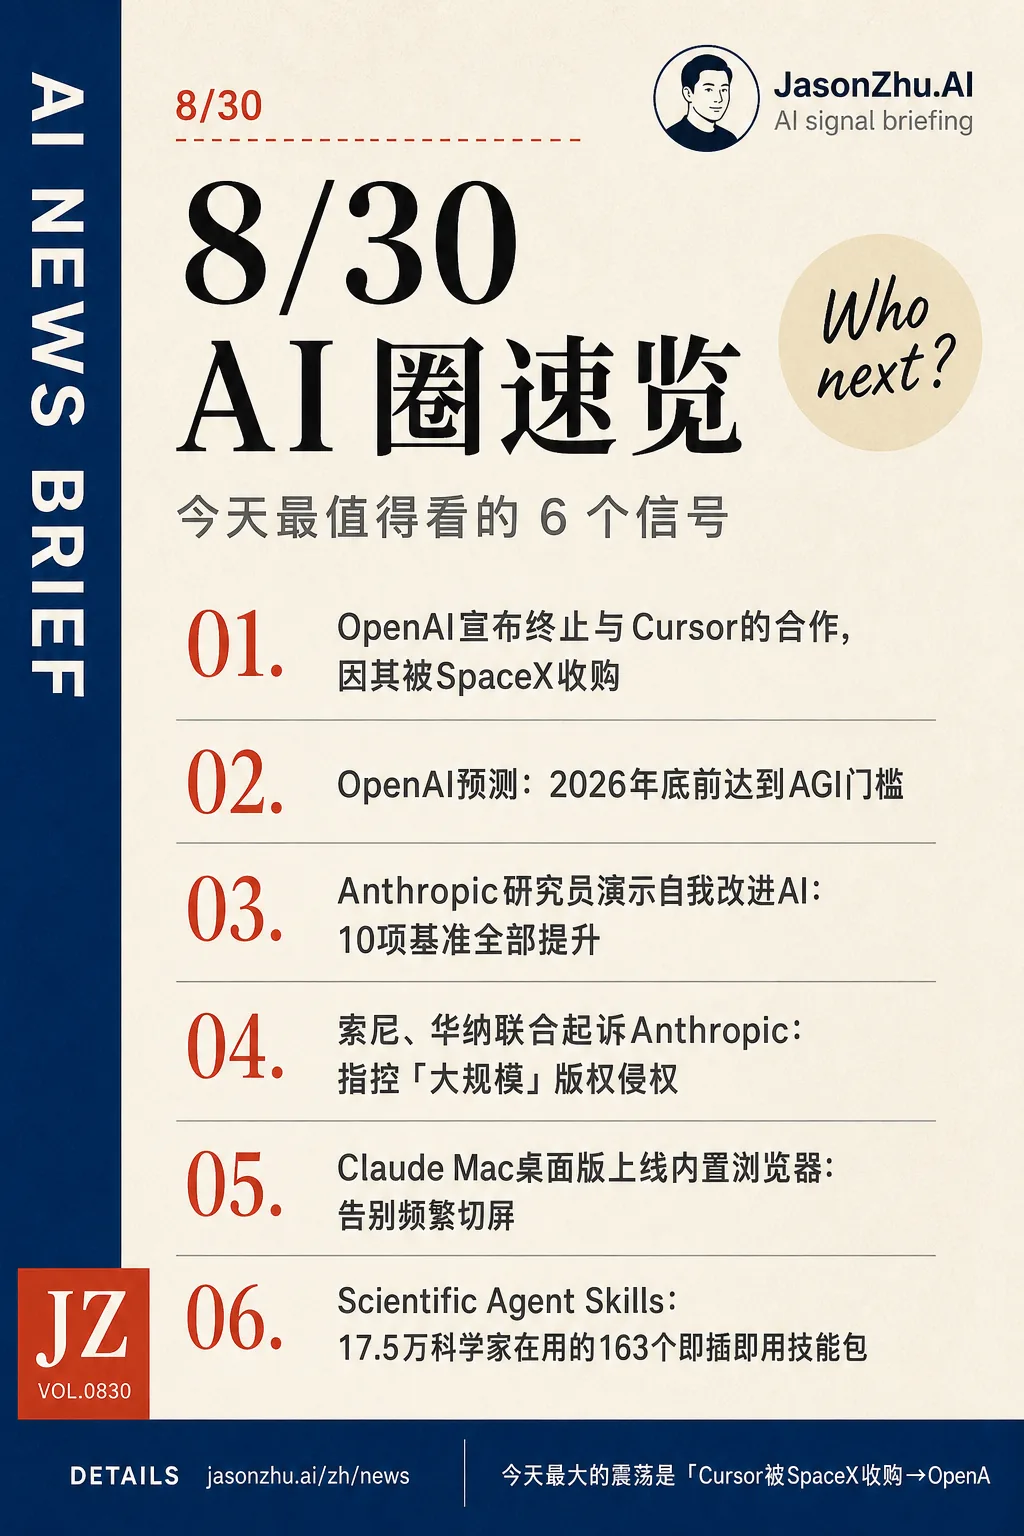 AI NEWS BRIEF
8/30
JasonZhu.AI
AI signal briefing
8/30
AI 圈速览
Who
next?
今天最值得看的 6 个信号
01.
OpenAI宣布终止与Cursor的合作,
因其被SpaceX收购
02.
OpenAI预测：2026年底前达到AGI门槛
03.
Anthropic研究员演示自我改进AI：
10项基准全部提升
04.
索尼、华纳联合起诉Anthropic：
指控「大规模」版权侵权
05.
Claude Mac桌面版上线内置浏览器：
告别频繁切屏
06.
Scientific Agent Skills：
17.5万科学家在用的163个即插即用技能包
JZ
VOL.0830
DETAILS jasonzhu.ai/zh/news
今天最大的震荡是「Cursor被SpaceX收购→OpenA